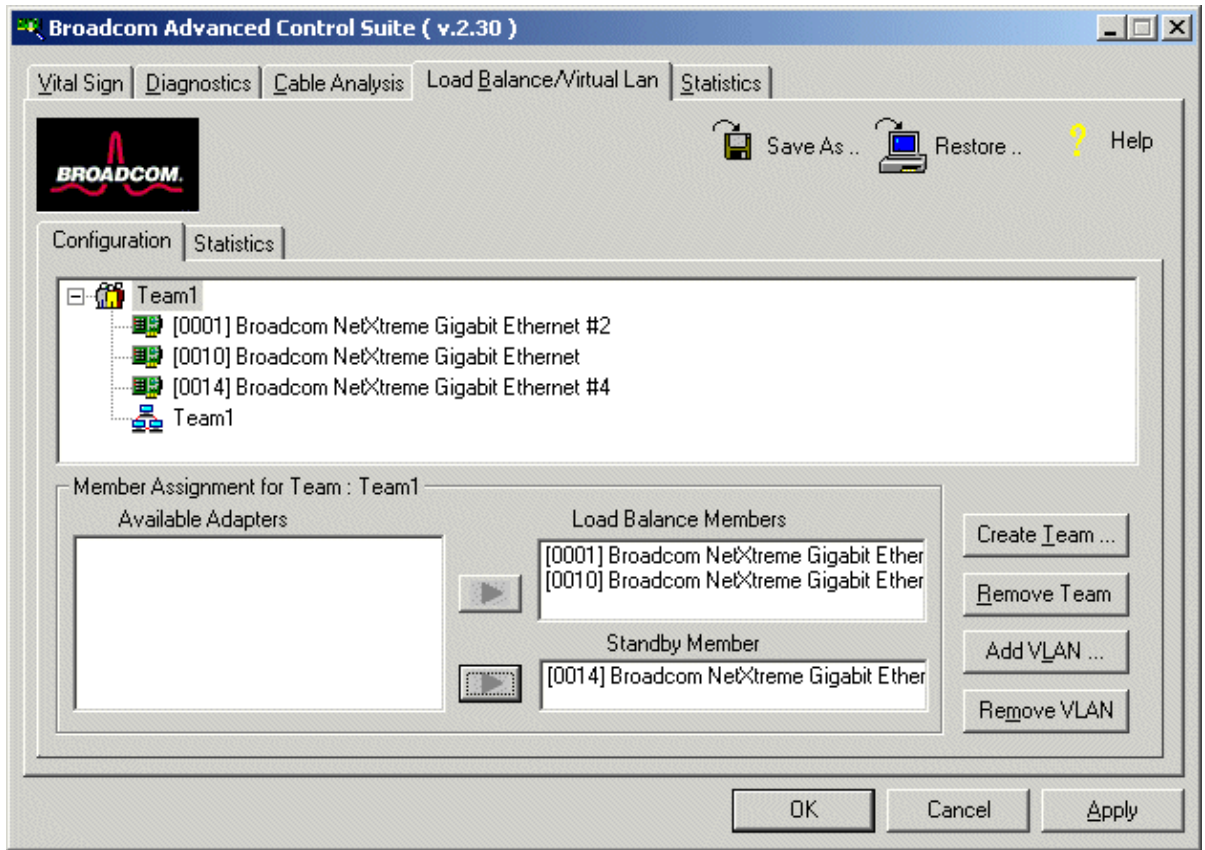 Broadcom Advanced Control Suite ( v.2.30 )
Vital Sign Diagnostics Cable Analysis Load Balance/Virtual Lan Statistics
BROADCOM.
Save As .. Restore .. ? Help
Configuration Statistics
Team1
[0001] Broadcom NetXtreme Gigabit Ethernet #2
[0010] Broadcom NetXtreme Gigabit Ethernet
[0014] Broadcom NetXtreme Gigabit Ethernet #4
Team1
Member Assignment for Team : Team1
Available Adapters
Load Balance Members
[0001] Broadcom NetXtreme Gigabit Ether
[0010] Broadcom NetXtreme Gigabit Ether
Standby Member
[0014] Broadcom NetXtreme Gigabit Ether
Create Team ...
Remove Team
Add VLAN ...
Remove VLAN
OK Cancel Apply